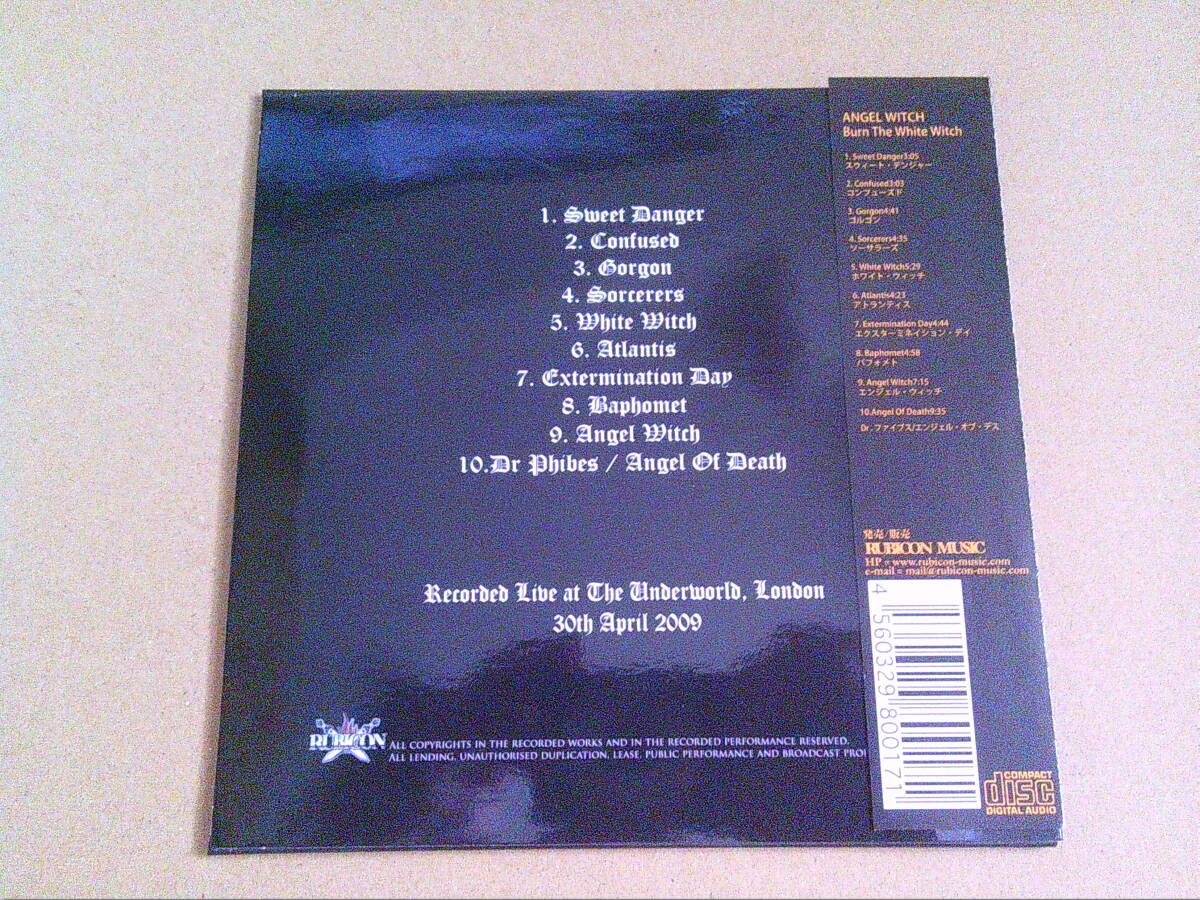 1. Sweet Danger
2. Confused
3. Gorgon
4. Sorcerers
5. White Witch
6. Atlantis
7. Extermination Day
8. Baphomet
9. Angel Witch
10.Dr Phibes / Angel Of Death
Recorded Live at The Underworld, London
30th April 2009
RUBICON
ALL COPYRIGHTS IN THE RECORDED WORKS AND IN THE RECORDED PERFORMANCE RESERVED.
ALL LENDING, UNAUTHORISED DUPLICATION, LEASE, PUBLIC PERFORMANCE AND BROADCAST
ANGEL WITCH
Burn The White Witch
1. Sweet Danger3:05
スウィート・デンジャー
2. Confused3:03
コンフューズド
3. Gorgon4:41
ゴルゴン
4. Sorcerers4:35
ソーサラーズ
5. White Witch5:29
ホワイト・ウィッチ
6. Atlantis4:23
アトランティス
7. Extermination Day4:44
エクスターミネイション・デイ
8. Baphomet4:58
バフォメト
9. Angel Witch7:15
エンジェル・ウィッチ
10.Angel Of Death9:35
Dr.ファイブス/エンジェル・オブ・デス
発売/販売
RUBICON MUSIC
HP = www.rubicon-music.com
e-mail = mail@rubicon-music.com
4 560329 800171
COMPACT
disc
DIGITAL AUDIO